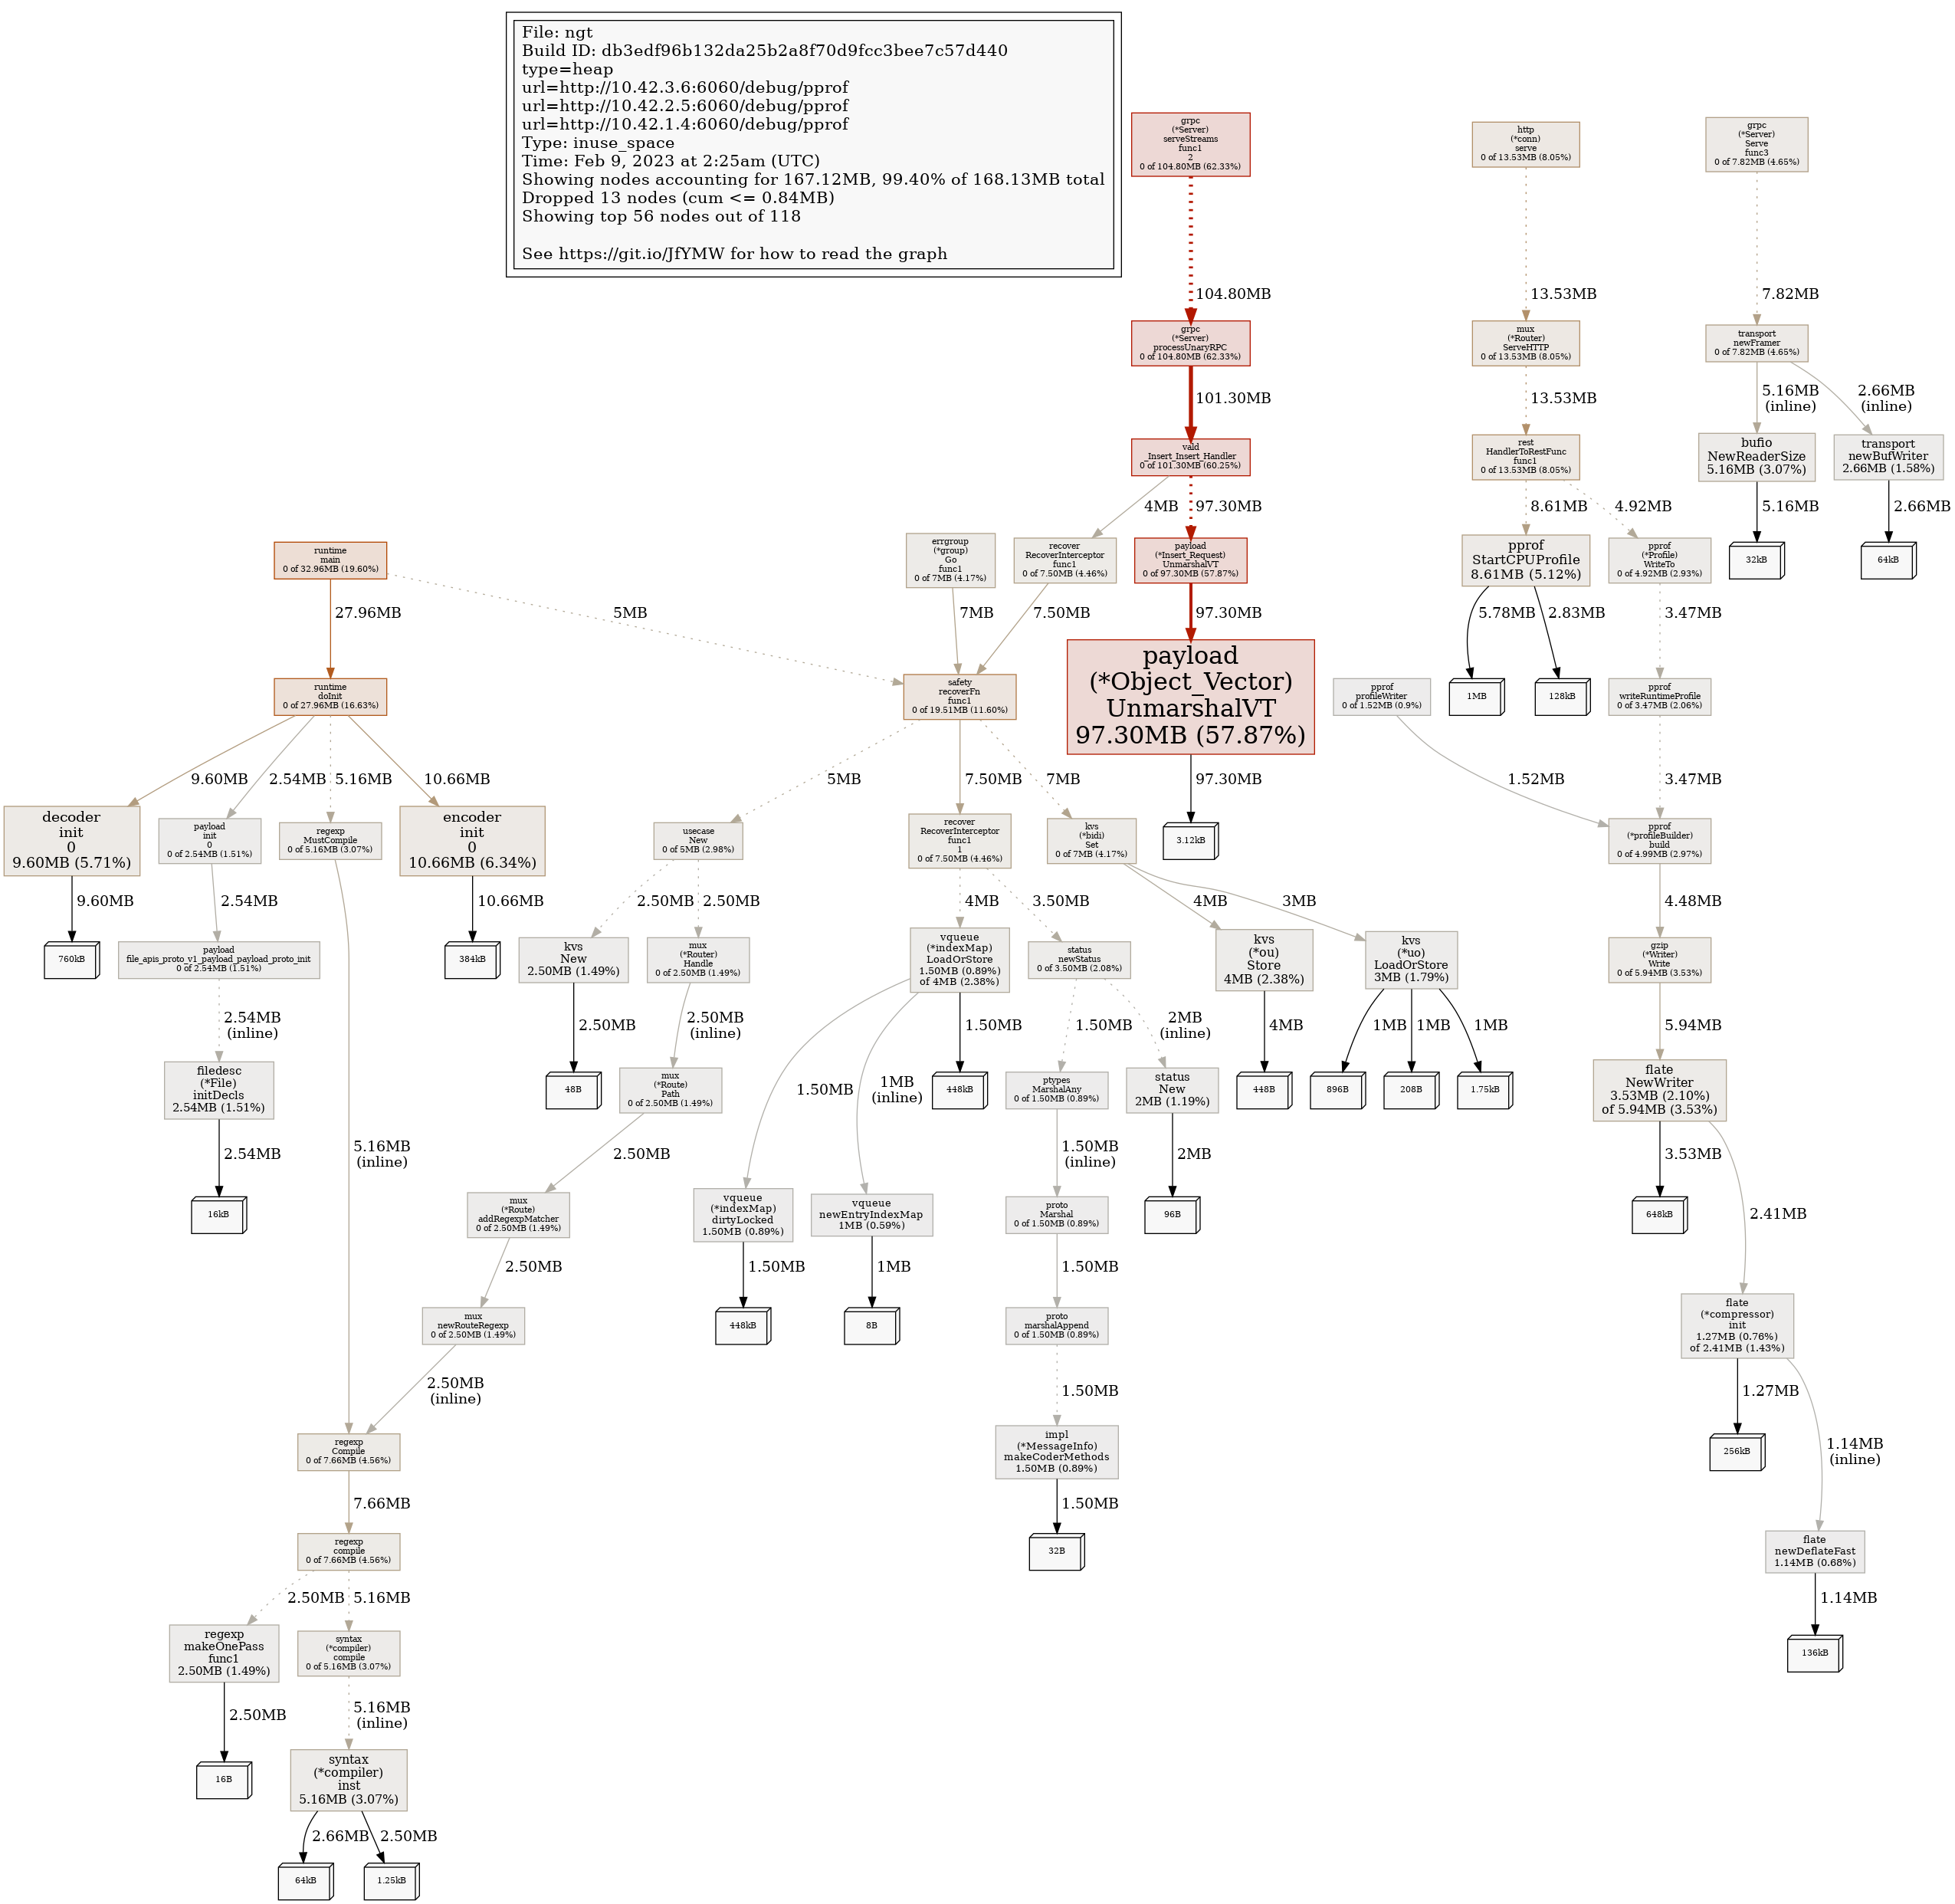 File: ngt
Build ID: db3edf96b132da25b2a8f70d9fcc3bee7c57d440
type=heap
url=http://10.42.3.6:6060/debug/pprof
url=http://10.42.2.5:6060/debug/pprof
url=http://10.42.1.4:6060/debug/pprof
Type: inuse_space
Time: Feb 9, 2023 at 2:25am (UTC)
Showing nodes accounting for 167.12MB, 99.40% of 168.13MB total
Dropped 13 nodes (cum <= 0.84MB)
Showing top 56 nodes out of 118
See https://git.io/JfYMW for how to read the graph
grpc
(*Server)
serveStreams
func1
2
0 of 104.80MB (62.33%)
http
(*conn)
serve
0 of 13.53MB (8.05%)
grpc
(*Server)
Serve
func3
0 of 7.82MB (4.65%)
104.80MB
13.53MB
7.82MB
grpc
(*Server)
processUnaryRPC
0 of 104.80MB (62.33%)
mux
(*Router)
ServeHTTP
0 of 13.53MB (8.05%)
transport
newFramer
0 of 7.82MB (4.65%)
101.30MB
13.53MB
5.16MB
(inline)
2.66MB
(inline)
vald
_Insert_Insert_Handler
0 of 101.30MB (60.25%)
rest
HandlerToRestFunc
func1
0 of 13.53MB (8.05%)
bufio
NewReaderSize
5.16MB (3.07%)
transport
newBufWriter
2.66MB (1.58%)
4MB
97.30MB
8.61MB
4.92MB
5.16MB
2.66MB
runtime
main
0 of 32.96MB (19.60%)
errgroup
(*group)
Go
func1
0 of 7MB (4.17%)
recover
RecoverInterceptor
func1
0 of 7.50MB (4.46%)
payload
(*Insert_Request)
UnmarshalVT
0 of 97.30MB (57.87%)
pprof
StartCPUProfile
8.61MB (5.12%)
pprof
(*Profile)
WriteTo
0 of 4.92MB (2.93%)
32kB
64kB
27.96MB
5MB
7MB
7.50MB
97.30MB
5.78MB
2.83MB
3.47MB
runtime
doInit
0 of 27.96MB (16.63%)
safety
recoverFn
func1
0 of 19.51MB (11.60%)
payload
(*Object_Vector)
UnmarshalVT
97.30MB (57.87%)
pprof
profileWriter
0 of 1.52MB (0.9%)
1MB
128kB
pprof
writeRuntimeProfile
0 of 3.47MB (2.06%)
9.60MB
2.54MB
5.16MB
10.66MB
5MB
7.50MB
7MB
97.30MB
1.52MB
3.47MB
decoder
init
0
9.60MB (5.71%)
payload
init
0
0 of 2.54MB (1.51%)
regexp
MustCompile
0 of 5.16MB (3.07%)
encoder
init
0
10.66MB (6.34%)
usecase
New
0 of 5MB (2.98%)
recover
RecoverInterceptor
func1
1
0 of 7.50MB (4.46%)
kvs
(*bidi)
Set
0 of 7MB (4.17%)
3.12kB
pprof
(*profileBuilder)
build
0 of 4.99MB (2.97%)
9.60MB
2.54MB
10.66MB
2.50MB
2.50MB
4MB
3.50MB
4MB
3MB
4.48MB
760kB
payload
file_apis_proto_v1_payload_payload_proto_init
0 of 2.54MB (1.51%)
384kB
kvs
New
2.50MB (1.49%)
mux
(*Router)
Handle
0 of 2.50MB (1.49%)
vqueue
(*indexMap)
LoadOrStore
1.50MB (0.89%)
of 4MB (2.38%)
status
newStatus
0 of 3.50MB (2.08%)
kvs
(*ou)
Store
4MB (2.38%)
kvs
(*uo)
LoadOrStore
3MB (1.79%)
gzip
(*Writer)
Write
0 of 5.94MB (3.53%)
2.54MB
(inline)
2.50MB
2.50MB
(inline)
1.50MB
1MB
(inline)
1.50MB
1.50MB
2MB
(inline)
4MB
1MB
1MB
1MB
5.94MB
filedesc
(*File)
initDecls
2.54MB (1.51%)
48B
mux
(*Route)
Path
0 of 2.50MB (1.49%)
448kB
ptypes
MarshalAny
0 of 1.50MB (0.89%)
status
New
2MB (1.19%)
448B
896B
208B
1.75kB
flate
NewWriter
3.53MB (2.10%)
of 5.94MB (3.53%)
2.54MB
5.16MB
(inline)
2.50MB
1.50MB
(inline)
2MB
3.53MB
2.41MB
16kB
mux
(*Route)
addRegexpMatcher
0 of 2.50MB (1.49%)
vqueue
(*indexMap)
dirtyLocked
1.50MB (0.89%)
vqueue
newEntryIndexMap
1MB (0.59%)
proto
Marshal
0 of 1.50MB (0.89%)
96B
648kB
2.50MB
1.50MB
1MB
1.50MB
mux
newRouteRegexp
0 of 2.50MB (1.49%)
448kB
8B
proto
marshalAppend
0 of 1.50MB (0.89%)
flate
(*compressor)
init
1.27MB (0.76%)
of 2.41MB (1.43%)
2.50MB
(inline)
1.50MB
1.27MB
1.14MB
(inline)
regexp
Compile
0 of 7.66MB (4.56%)
impl
(*MessageInfo)
makeCoderMethods
1.50MB (0.89%)
256kB
7.66MB
1.50MB
regexp
compile
0 of 7.66MB (4.56%)
32B
flate
newDeflateFast
1.14MB (0.68%)
2.50MB
5.16MB
1.14MB
regexp
makeOnePass
func1
2.50MB (1.49%)
syntax
(*compiler)
compile
0 of 5.16MB (3.07%)
136kB
2.50MB
5.16MB
(inline)
16B
syntax
(*compiler)
inst
5.16MB (3.07%)
2.66MB
2.50MB
64kB
1.25kB